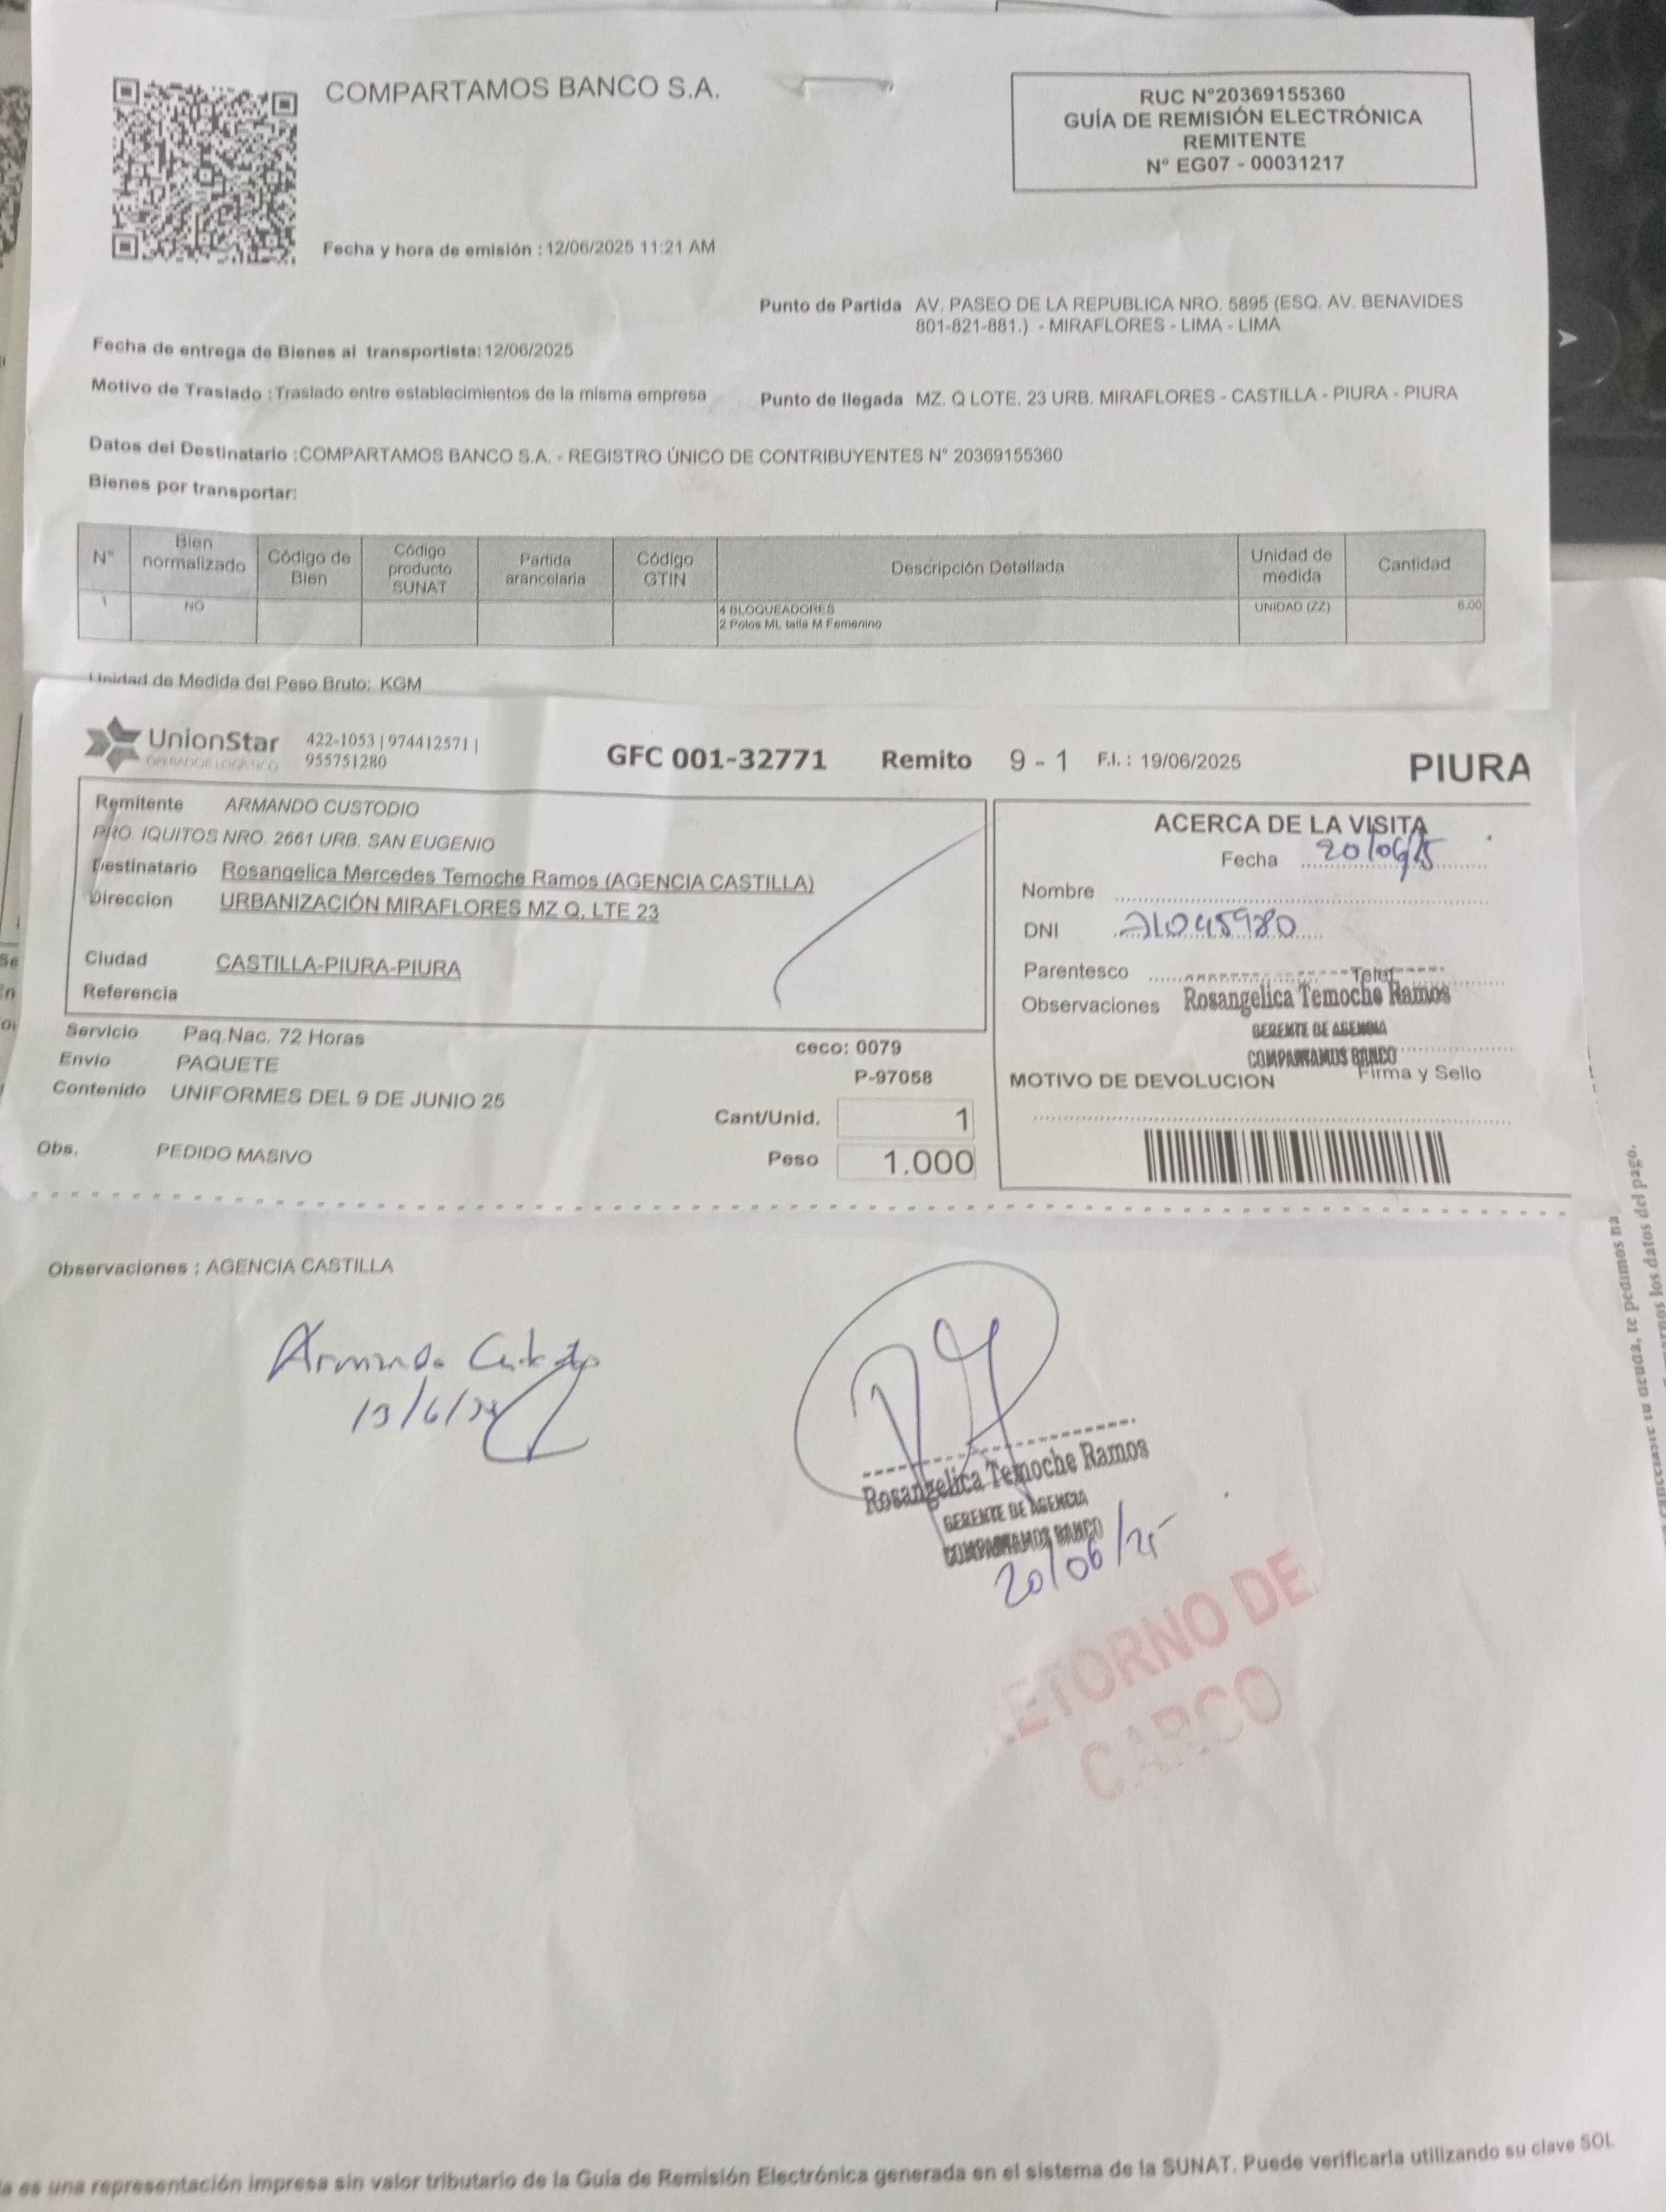 COMPARTAMOS BANCO S.A.
RUC N°20369155360
GUÍA DE REMISIÓN ELECTRÓNICA
REMITENTE
N° EG07 - 00031217
Fecha y hora de emisión : 12/06/2025 11:21 AM
Punto de Partida AV. PASEO DE LA REPUBLICA NRO. 5895 (ESQ. AV. BENAVIDES
801-821-881.) - MIRAFLORES - LIMA - LIMA
Fecha de entrega de Bienes al transportista: 12/06/2025
Motivo de Traslado : Traslado entre establecimientos de la misma empresa
Punto de llegada MZ. Q LOTE. 23 URB. MIRAFLORES - CASTILLA - PIURA - PIURA
Datos del Destinatario : COMPARTAMOS BANCO S.A. - REGISTRO ÚNICO DE CONTRIBUYENTES N° 20369155360
Bienes por transportar:
N° Bien normalizado Código de Bien Código producto SUNAT Partida arancelaria Código GTIN Descripción Detallada Unidad de medida Cantidad
1 NO 4 BLOQUEADORES UNIDAD (ZZ) 6.00
2 Polos ML talla M Femenino
Unidad de Medida del Peso Bruto: KGM
UnionStar 422-1053 | 974412571 |
OPERADOR LOGÍSTICO 955751280
GFC 001-32771 Remito 9 - 1 F.I. : 19/06/2025 PIURA
Remitente ARMANDO CUSTODIO
PRO. IQUITOS NRO. 2661 URB. SAN EUGENIO
Destinatario Rosangelica Mercedes Temoche Ramos (AGENCIA CASTILLA)
Direccion URBANIZACIÓN MIRAFLORES MZ Q, LTE 23
Ciudad CASTILLA-PIURA-PIURA
Referencia
Servicio Paq.Nac. 72 Horas
Envío PAQUETE
Contenido UNIFORMES DEL 9 DE JUNIO 25
Obs. PEDIDO MASIVO
ceco: 0079
P-97058
Cant/Unid. 1
Peso 1.000
ACERCA DE LA VISITA
Fecha 20/06/25
Nombre
DNI
Parentesco Telef
Observaciones Rosangelica Temoche Ramos
GERENTE DE AGENCIA
COMPARTAMOS BANCO
Firma y Sello
MOTIVO DE DEVOLUCION
Observaciones : AGENCIA CASTILLA
Armando Custodio
Rosangelica Temoche Ramos
GERENTE DE AGENCIA
COMPARTAMOS BANCO
20/06/25
RETORNO DE
CARGO
es una representación impresa sin valor tributario de la Guía de Remisión Electrónica generada en el sistema de la SUNAT. Puede verificarla utilizando su clave SOL
te pedimos
los datos del pago.